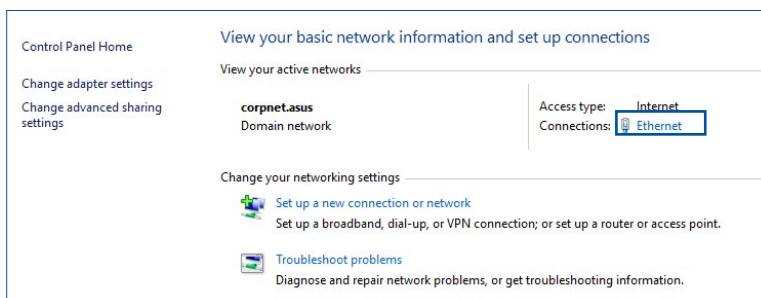 Control Panel Home
Change adapter settings
Change advanced sharing
settings
View your basic network information and set up connections
View your active networks
corpnet.asus
Domain network
Access type: Internet
Connections: Ethernet
Change your networking settings
Set up a new connection or network
Set up a broadband, dial-up, or VPN connection; or set up a router or access point.
Troubleshoot problems
Diagnose and repair network problems, or get troubleshooting information.